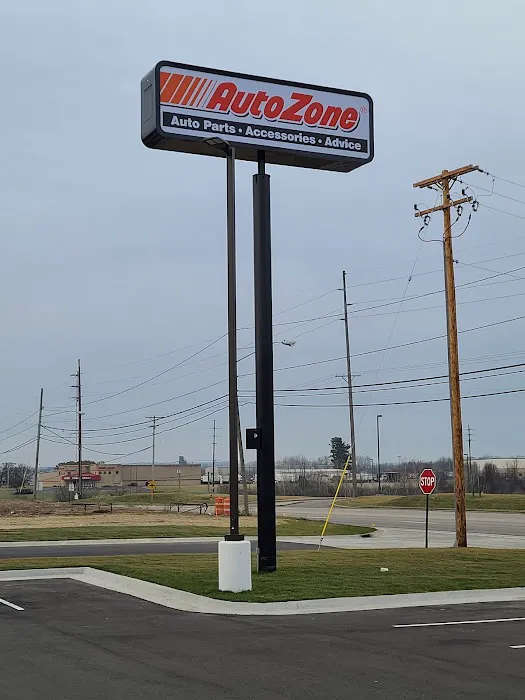 AutoZone®
Auto Parts • Accessories • Advice
STOP